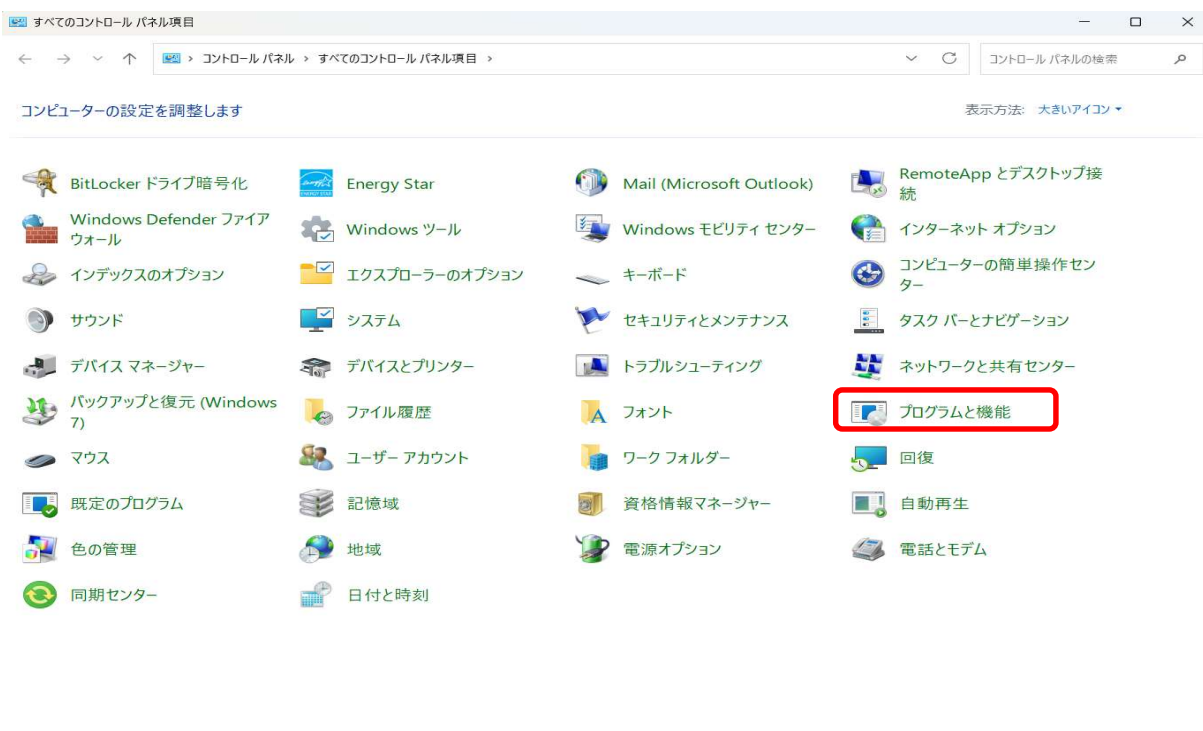 すべてのコントロール パネル項目
コントロール パネル › すべてのコントロール パネル項目 ›
コントロール パネルの検索
コンピューターの設定を調整します
表示方法: 大きいアイコン
BitLocker ドライブ暗号化
Energy Star
Mail (Microsoft Outlook)
RemoteApp とデスクトップ接
続
Windows Defender ファイア
ウォール
Windows ツール
Windows モビリティ センター
インターネット オプション
インデックスのオプション
エクスプローラーのオプション
キーボード
コンピューターの簡単操作セン
ター
サウンド
システム
セキュリティとメンテナンス
タスク バーとナビゲーション
デバイス マネージャー
デバイスとプリンター
トラブルシューティング
ネットワークと共有センター
バックアップと復元 (Windows
7)
ファイル履歴
フォント
プログラムと機能
マウス
ユーザー アカウント
ワーク フォルダー
回復
既定のプログラム
記憶域
資格情報マネージャー
自動再生
色の管理
地域
電源オプション
電話とモデム
同期センター
日付と時刻